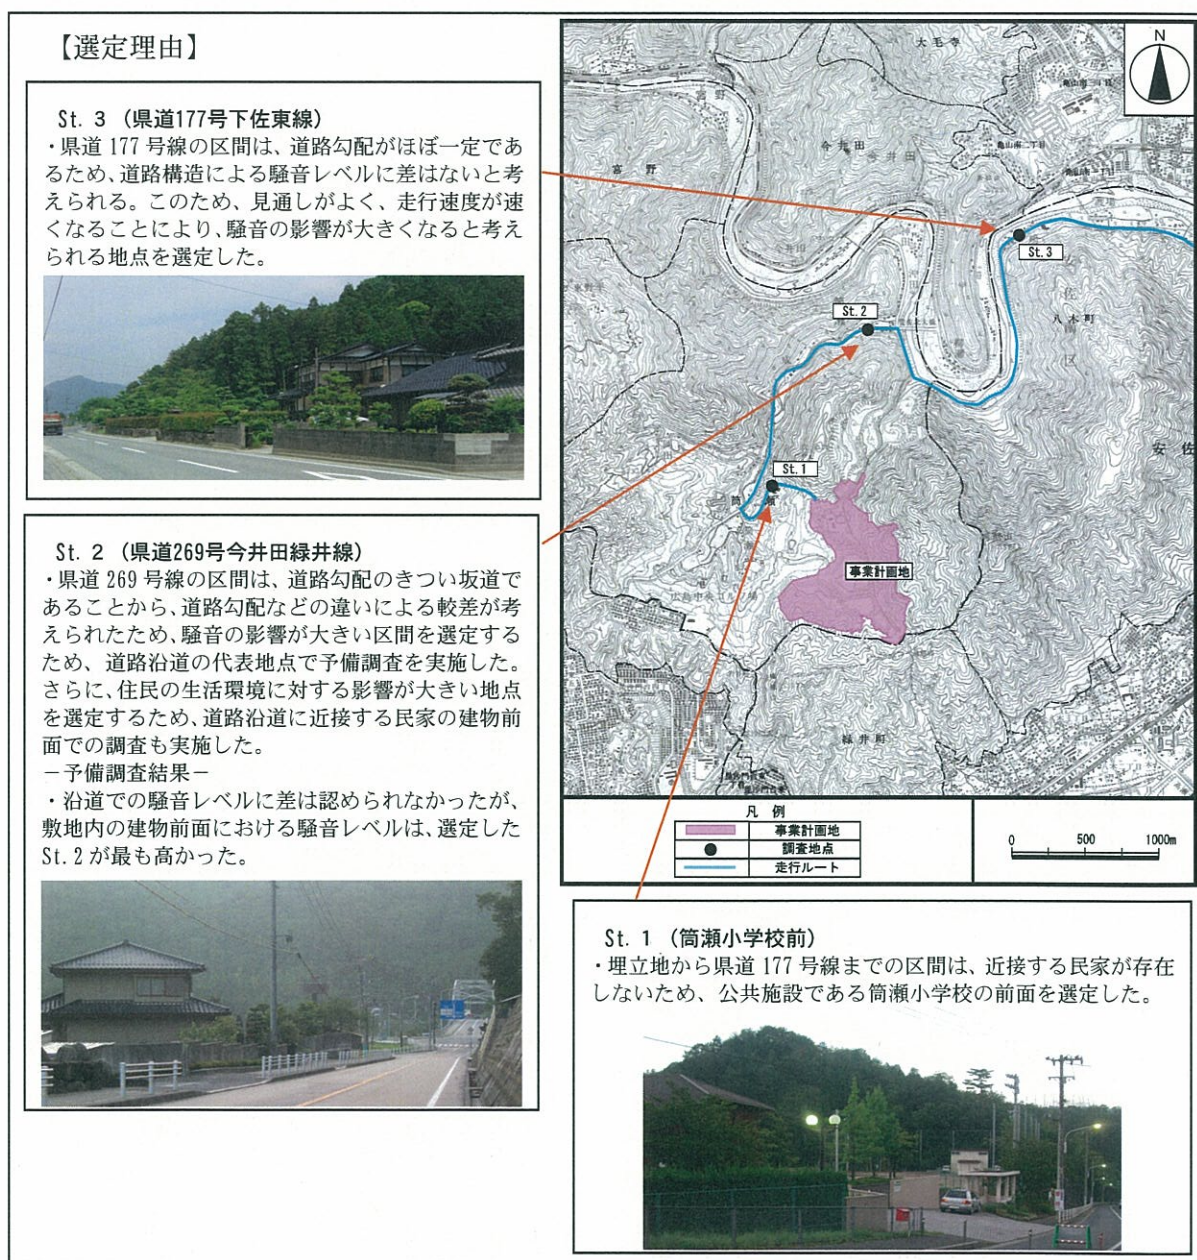 【選定理由】
St. 3 (県道177号下佐東線)
・県道 177 号線の区間は、道路勾配がほぼ一定であ
るため、道路構造による騒音レベルに差はないと考
えられる。このため、見通しがよく、走行速度が速
くなることにより、騒音の影響が大きくなると考え
られる地点を選定した。
St. 2 (県道269号今井田緑井線)
・県道 269 号線の区間は、道路勾配のきつい坂道で
あることから、道路勾配などの違いによる較差が考
えられたため、騒音の影響が大きい区間を選定する
ため、道路沿道の代表地点で予備調査を実施した。
さらに、住民の生活環境に対する影響が大きい地点
を選定するため、道路沿道に近接する民家の建物前
面での調査も実施した。
－予備調査結果－
・沿道での騒音レベルに差は認められなかったが、
敷地内の建物前面における騒音レベルは、選定した
St. 2 が最も高かった。
N
大毛寺
今井田
宮野
St. 3
St. 2
八木町
安佐
St. 1
事業計画地
緑井町
凡 例
事業計画地
調査地点
走行ルート
0 500 1000m
St. 1 (筒瀬小学校前)
・埋立地から県道 177 号線までの区間は、近接する民家が存在
しないため、公共施設である筒瀬小学校の前面を選定した。